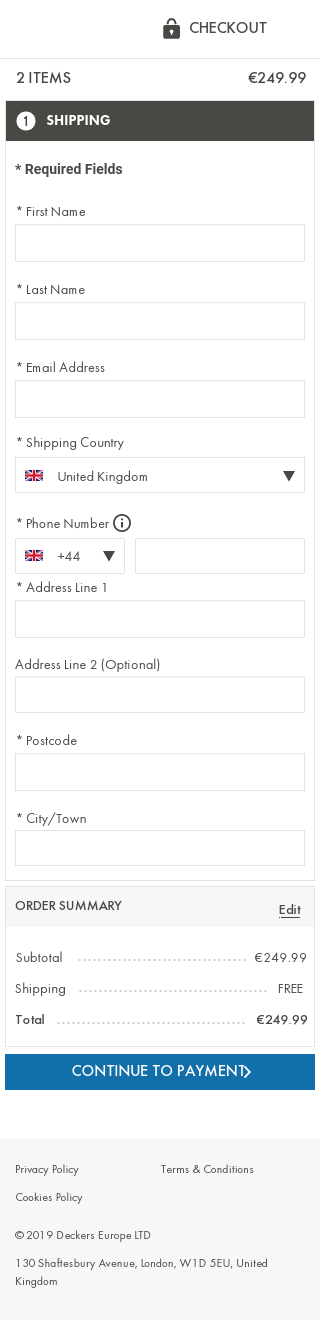 CHECKOUT
2 ITEMS €249.99
1 SHIPPING
* Required Fields
* First Name
* Last Name
* Email Address
* Shipping Country
United Kingdom
* Phone Number
+44
* Address Line 1
Address Line 2 (Optional)
* Postcode
* City/Town
ORDER SUMMARY Edit
Subtotal €249.99
Shipping FREE
Total €249.99
CONTINUE TO PAYMENT
Privacy Policy Terms & Conditions
Cookies Policy
© 2019 Deckers Europe LTD
130 Shaftesbury Avenue, London, W1D 5EU, United
Kingdom